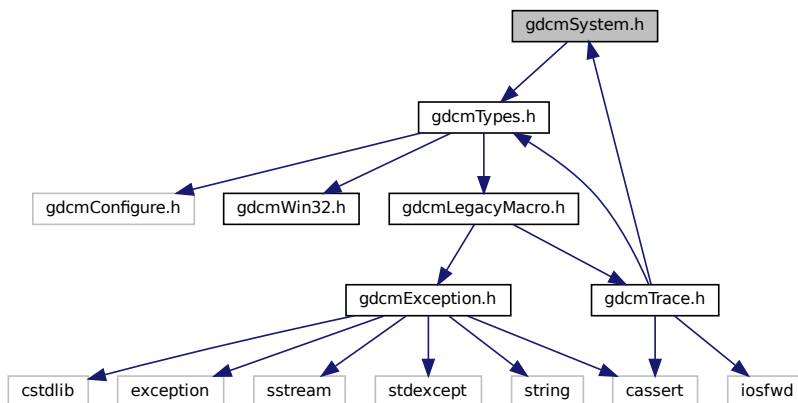 gdcmSystem.h
gdcmTypes.h
gdcmConfigure.h
gdcmWin32.h
gdcmLegacyMacro.h
gdcmException.h
gdcmTrace.h
cstdlib
exception
sstream
stdexcept
string
cassert
iosfwd